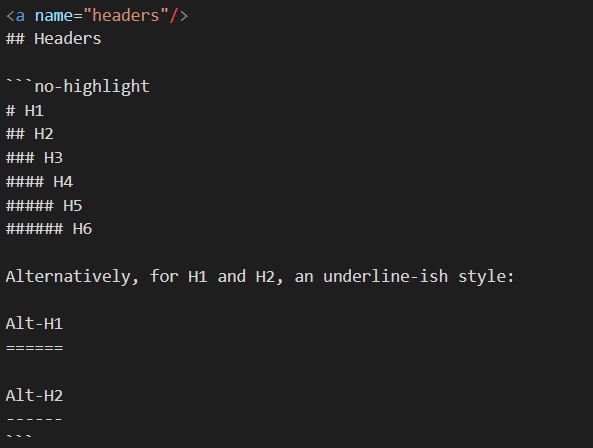 <a name="headers"/>
## Headers

```no-highlight
# H1
## H2
### H3
#### H4
##### H5
###### H6

Alternatively, for H1 and H2, an underline-ish style:

Alt-H1
======

Alt-H2
------
```